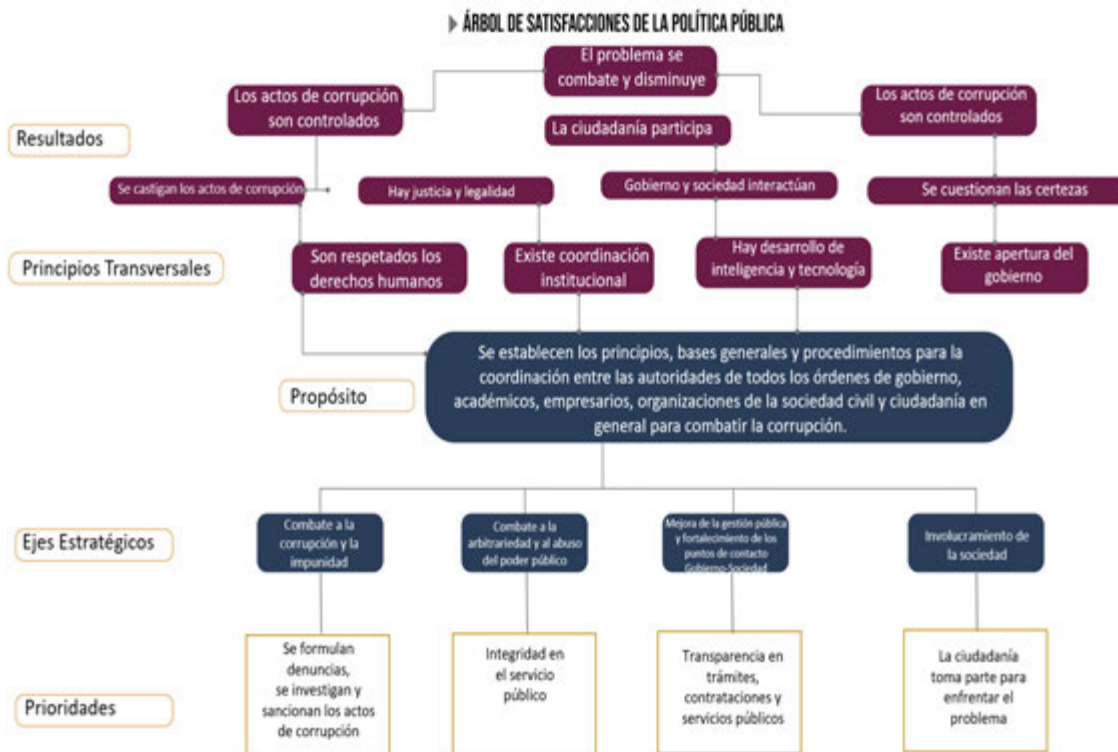 ÁRBOL DE SATISFACCIONES DE LA POLÍTICA PÚBLICA
El problema se
combate y disminuye
Los actos de corrupción
son controlados
Los actos de corrupción
son controlados
Resultados
La ciudadanía participa
Se castigan los actos de corrupción
Hay justicia y legalidad
Gobierno y sociedad interactúan
Se cuestionan las certezas
Principios Transversales
Son respetados los
derechos humanos
Existe coordinación
institucional
Hay desarrollo de
inteligencia y tecnología
Existe apertura del
gobierno
Propósito
Se establecen los principios, bases generales y procedimientos para la
coordinación entre las autoridades de todos los órdenes de gobierno,
académicos, empresarios, organizaciones de la sociedad civil y ciudadanía en
general para combatir la corrupción.
Ejes Estratégicos
Combate a la
corrupción y la
impunidad
Combate a la
arbitrariedad y al abuso
del poder público
Mejora de la gestión pública
y fortalecimiento de los
puntos de contacto
Gobierno-Sociedad
Involucramiento de
la sociedad
Prioridades
Se formulan
denuncias,
se investigan y
sancionan los actos
de corrupción
Integridad en
el servicio
público
Transparencia en
trámites,
contrataciones y
servicios públicos
La ciudadanía
toma parte para
enfrentar el
problema